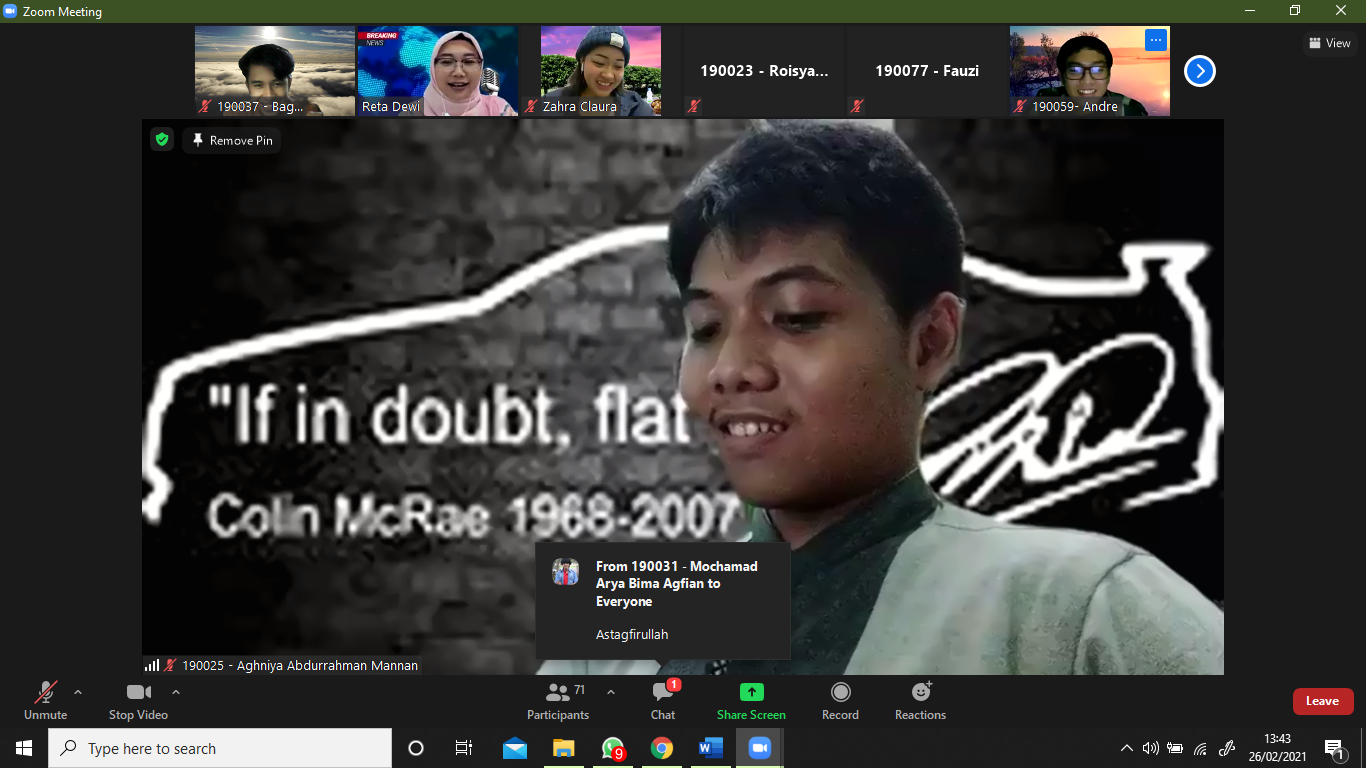 Zoom Meeting
BREAKING
NEWS
190037 - Bag...
Reta Dewi
Zahra Claura
190023 - Roisya...
190077 - Fauzi
190059- Andre
View
Remove Pin
"If in doubt, flat
Colin McRae 1968-2007
From 190031 - Mochamad
Arya Bima Agfian to
Everyone
Astagfirullah
190025 - Aghniya Abdurrahman Mannan
Unmute
Stop Video
71
Participants
1
Chat
Share Screen
Record
Reactions
Leave
Type here to search
9
13:43
26/02/2021
1